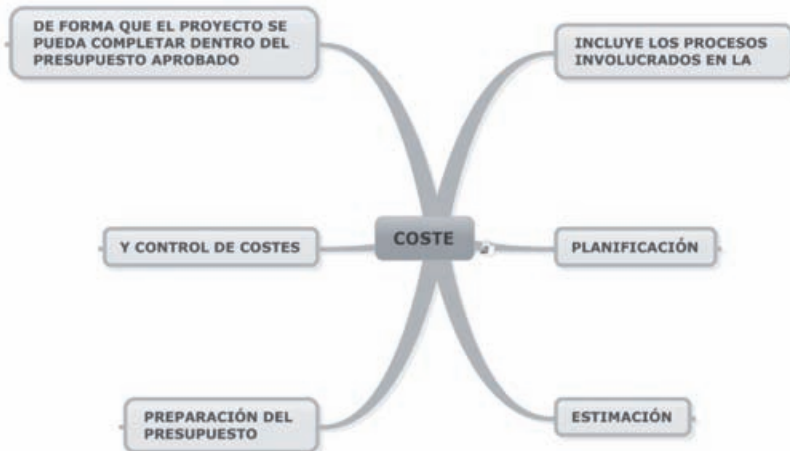 DE FORMA QUE EL PROYECTO SE
PUEDA COMPLETAR DENTRO DEL
PRESUPUESTO APROBADO
INCLUYE LOS PROCESOS
INVOLUCRADOS EN LA
Y CONTROL DE COSTES
COSTE
PLANIFICACIÓN
PREPARACIÓN DEL
PRESUPUESTO
ESTIMACIÓN